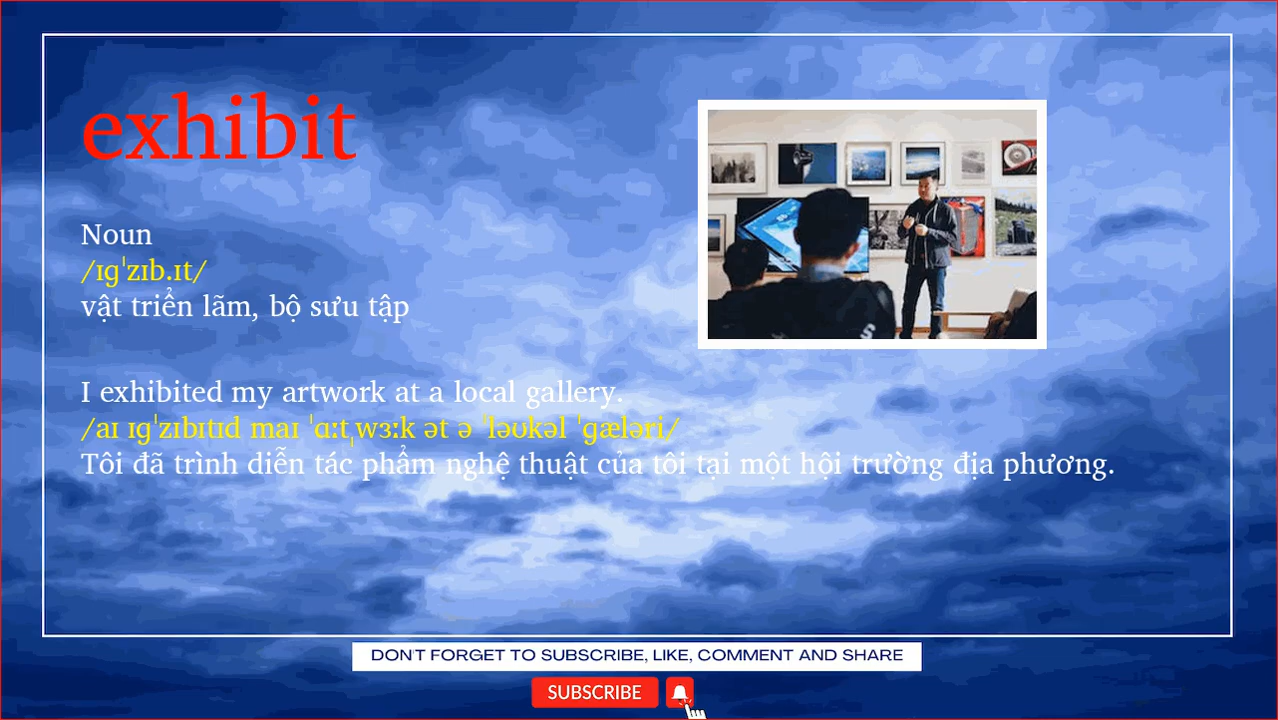 exhibit
Noun
/ɪɡˈzɪb.ɪt/
vật triển lãm, bộ sưu tập
I exhibited my artwork at a local gallery.
/aɪ ɪɡˈzɪbɪtɪd maɪ ˈɑːtˌwɜːk ət ə ˈləʊkəl ˈɡæləri/
Tôi đã trình diễn tác phẩm nghệ thuật của tôi tại một hội trường địa phương.
DON'T FORGET TO SUBSCRIBE, LIKE, COMMENT AND SHARE
SUBSCRIBE